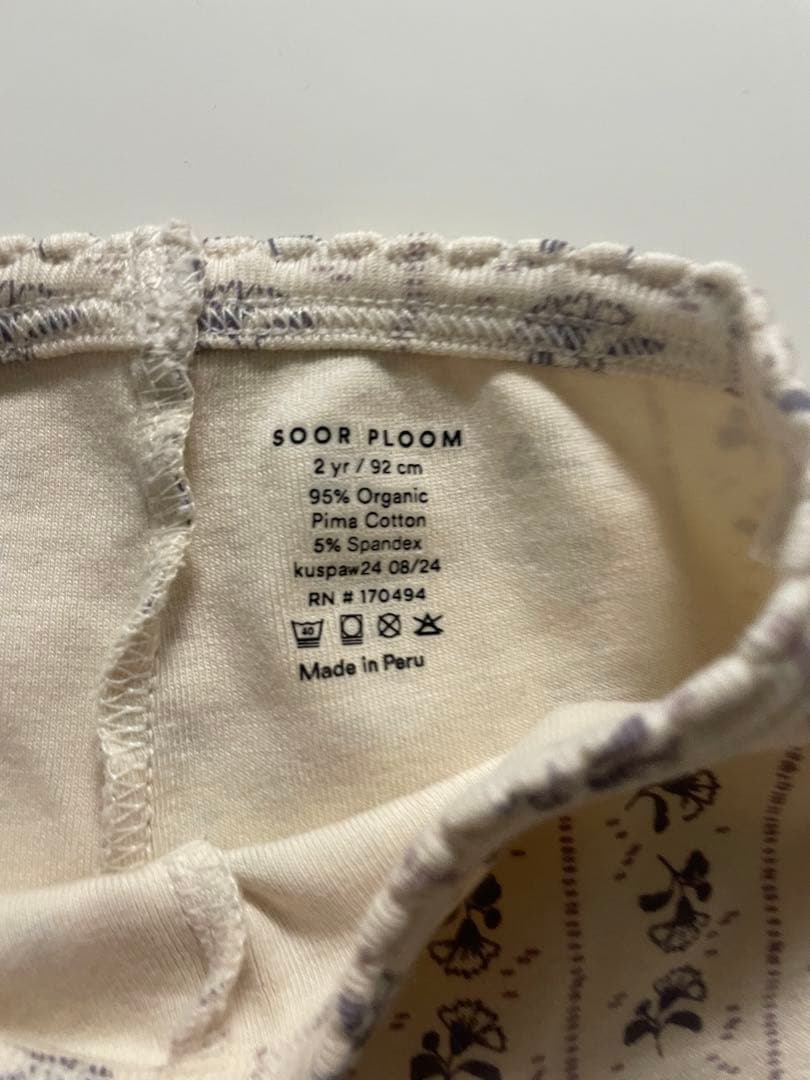 SOOR PLOOM
2 yr / 92 cm
95% Organic
Pima Cotton
5% Spandex
kuspaw24 08/24
RN # 170494
40
Made in Peru